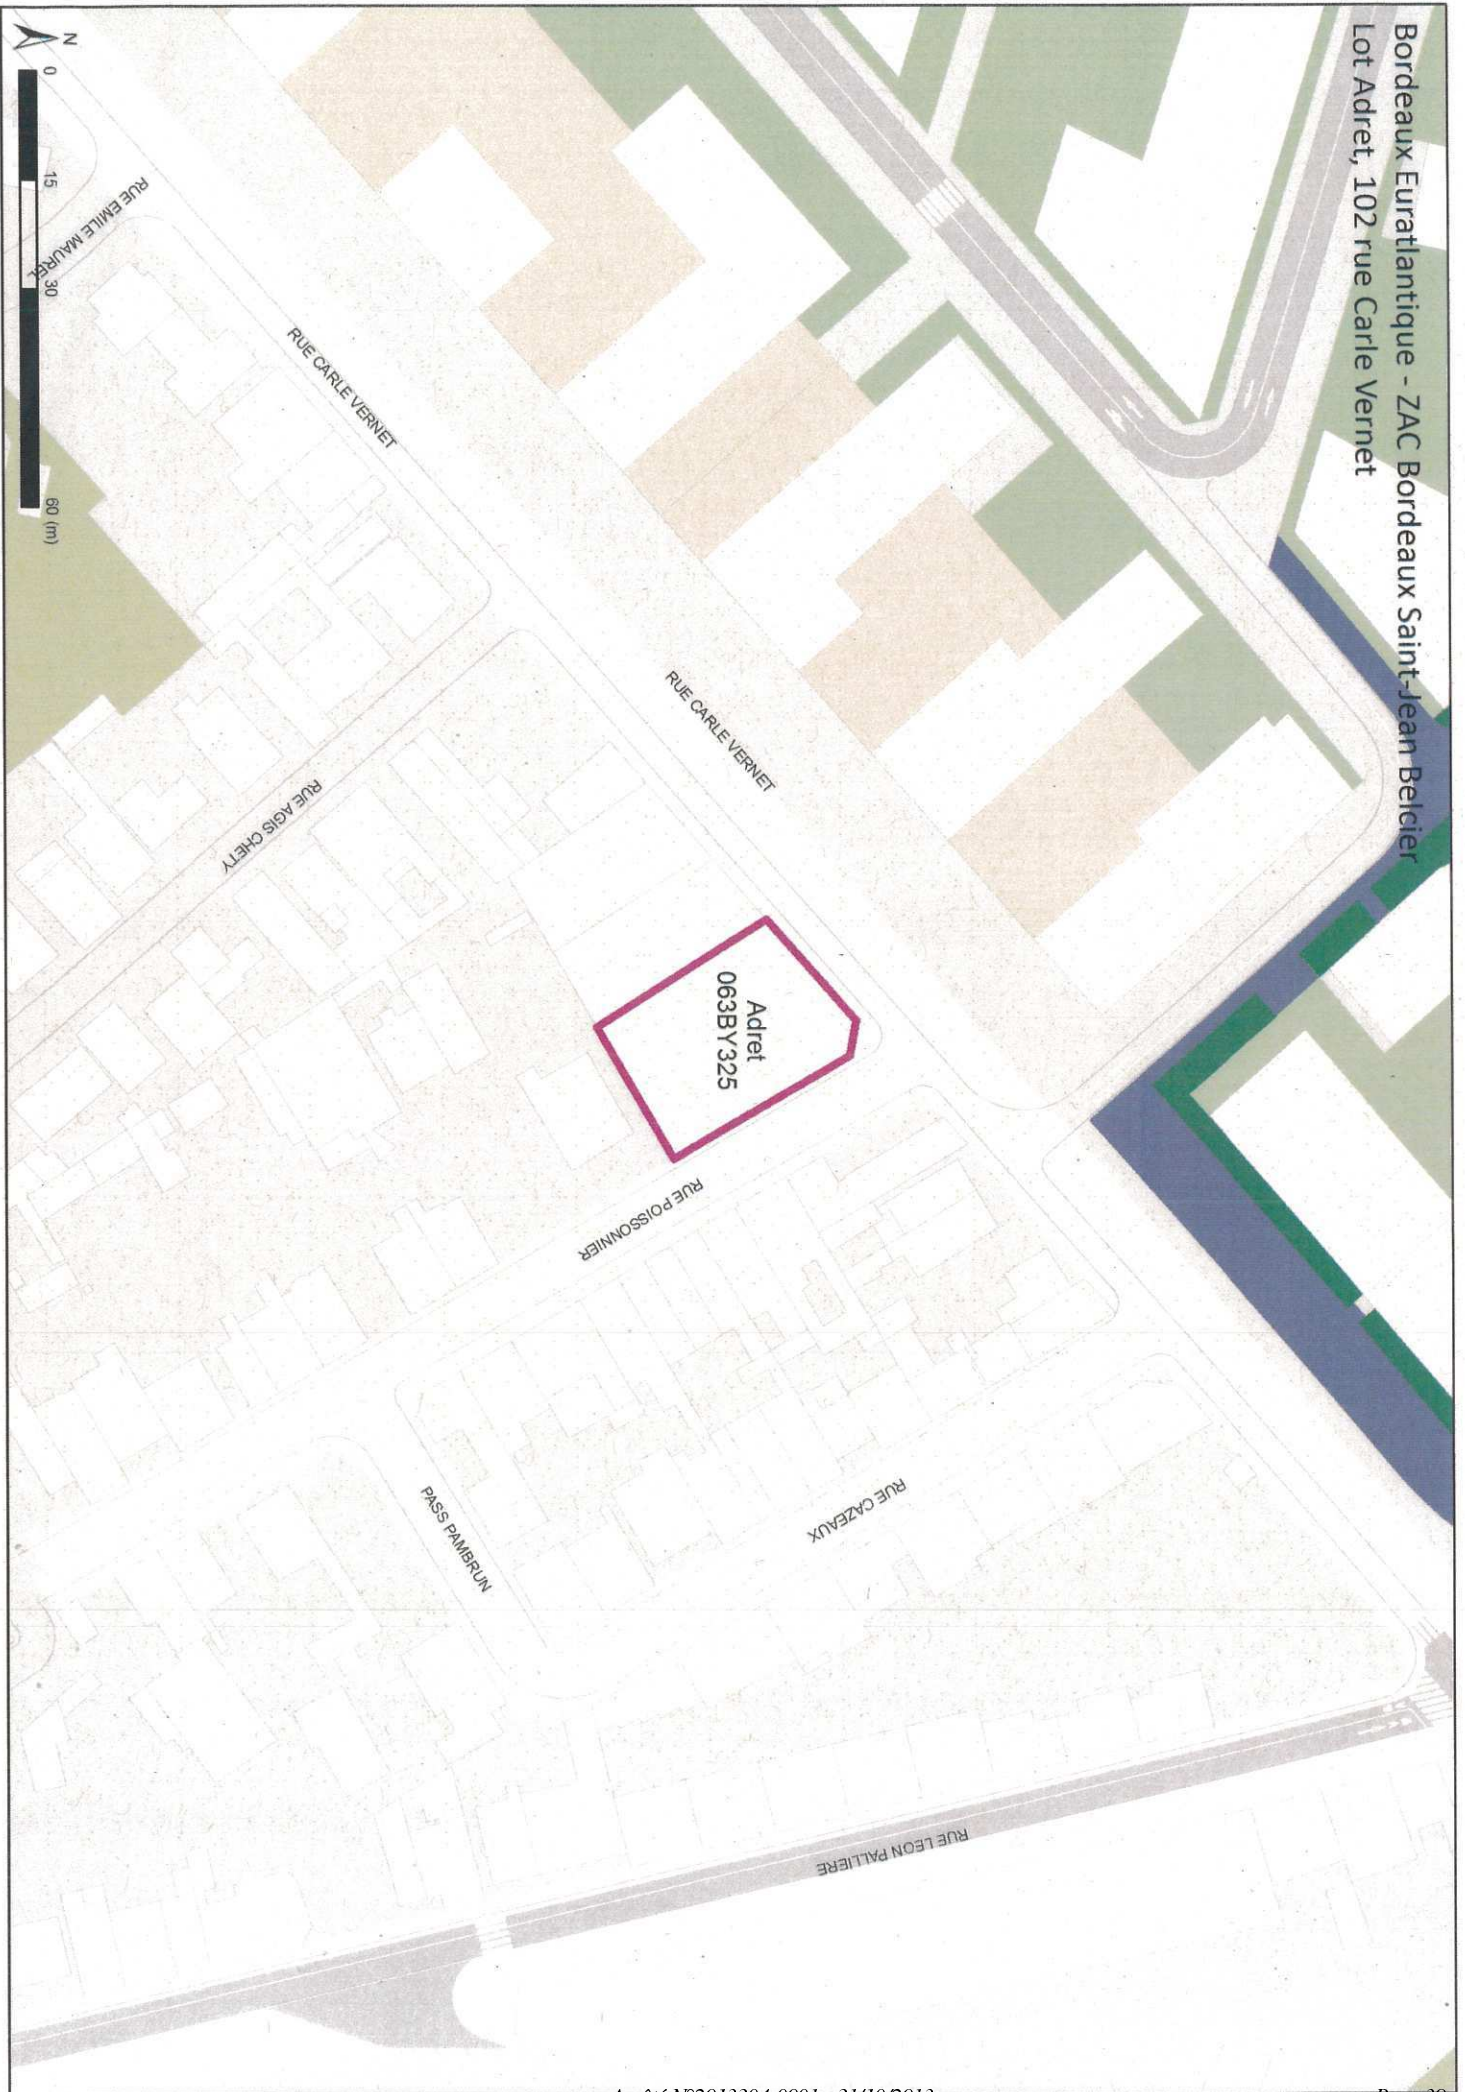 Bordeaux Euratlantique - ZAC Bordeaux Saint-Jean Belcier
Lot Adret, 102 rue Carle Vernet
RUE CARLE VERNET
RUE CARLE VERNET
RUE EMILE MAUREL
RUE AGIS CHETY
Adret
063BY325
RUE POISSONNIER
RUE CAZEAUX
PASS PAMBRUN
RUE LEON PALLIERE
N
0 15 30 60 (m)